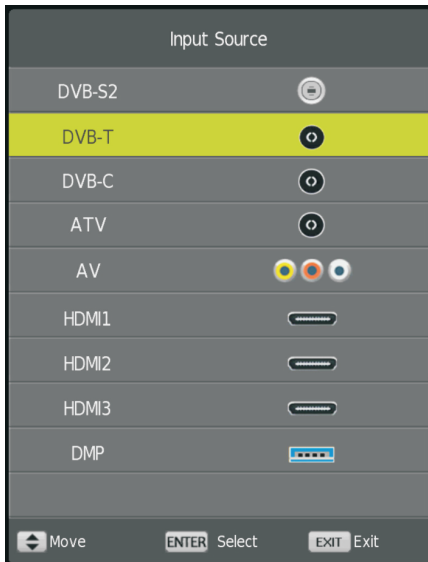 Input Source
DVB-S2
DVB-T
DVB-C
ATV
AV
HDMI1
HDMI2
HDMI3
DMP
Move ENTER Select EXIT Exit